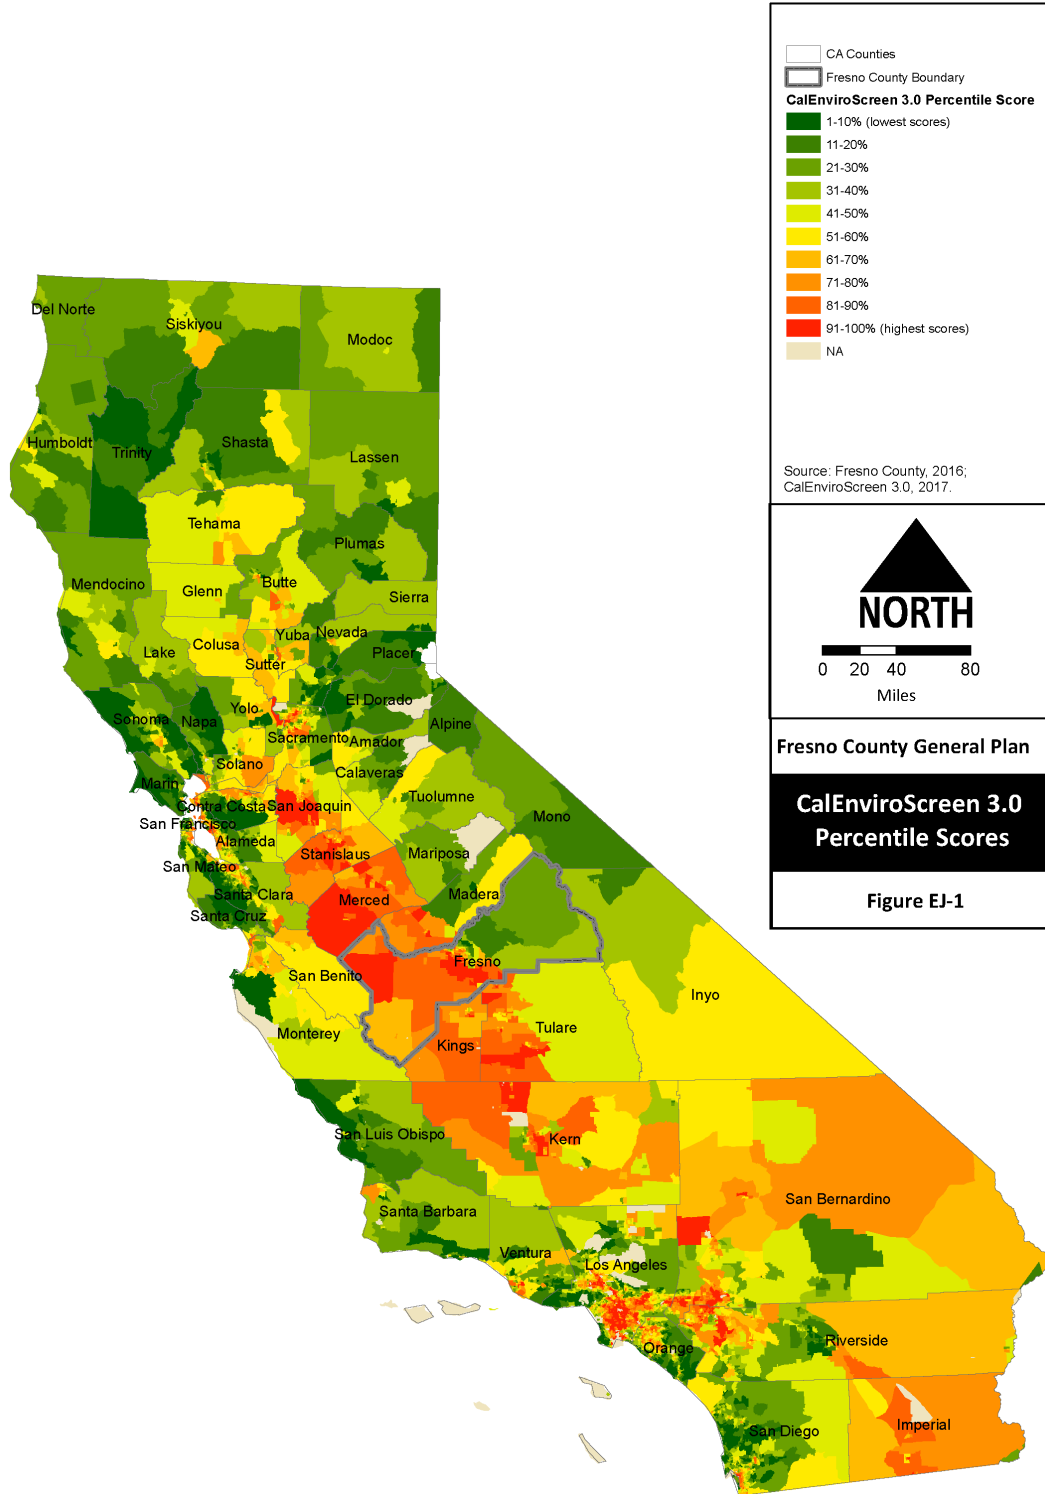 CA Counties
Fresno County Boundary
CalEnviroScreen 3.0 Percentile Score
1-10% (lowest scores)
11-20%
21-30%
31-40%
41-50%
51-60%
61-70%
71-80%
81-90%
91-100% (highest scores)
NA
Source: Fresno County, 2016;
CalEnviroScreen 3.0, 2017.
NORTH
0 20 40 80
Miles
Fresno County General Plan
CalEnviroScreen 3.0
Percentile Scores
Figure EJ-1
Del Norte
Siskiyou
Modoc
Humboldt
Trinity
Shasta
Lassen
Tehama
Plumas
Mendocino
Glenn
Butte
Sierra
Colusa
Yuba
Nevada
Lake
Sutter
Placer
El Dorado
Yolo
Sonoma
Napa
Alpine
Sacramento
Amador
Solano
Calaveras
Marin
Contra Costa
San Joaquin
Tuolumne
Mono
San Francisco
Alameda
Stanislaus
Mariposa
San Mateo
Santa Clara
Merced
Madera
Santa Cruz
Fresno
San Benito
Inyo
Monterey
Tulare
Kings
San Luis Obispo
Kern
San Bernardino
Santa Barbara
Ventura
Los Angeles
Riverside
Orange
San Diego
Imperial